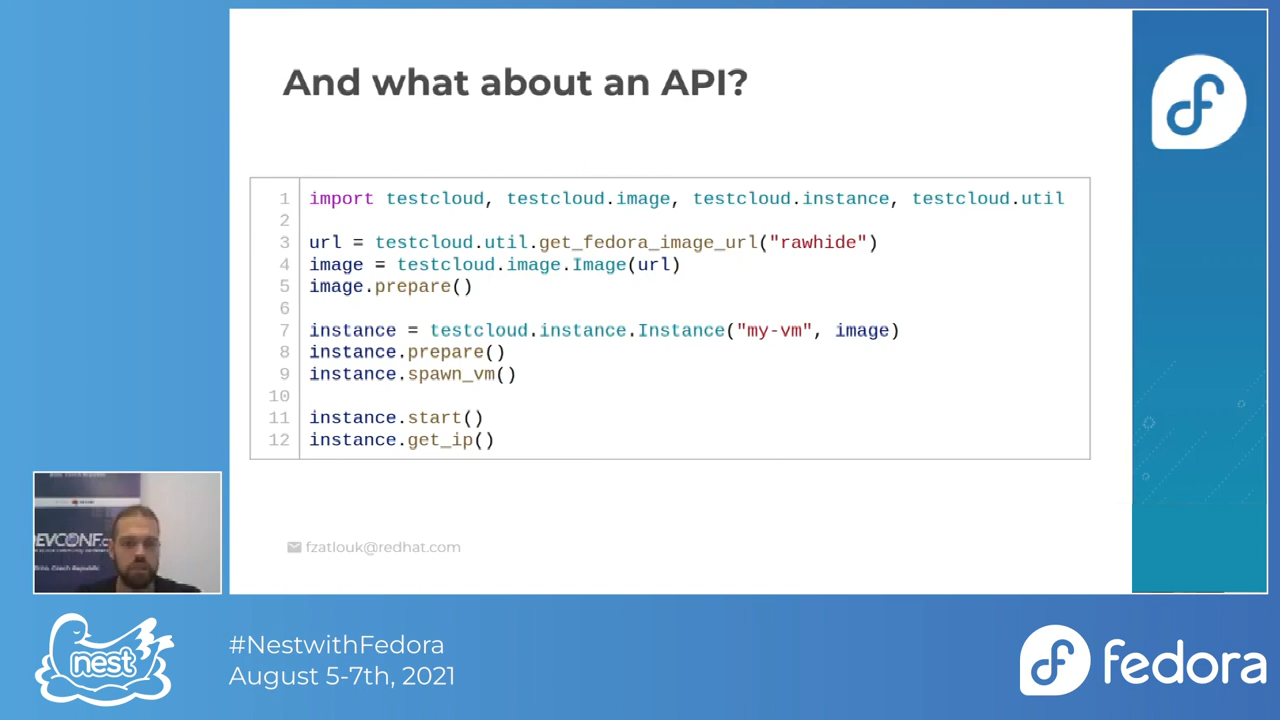 And what about an API?
1 import testcloud, testcloud.image, testcloud.instance, testcloud.util
2
3 url = testcloud.util.get_fedora_image_url("rawhide")
4 image = testcloud.image.Image(url)
5 image.prepare()
6
7 instance = testcloud.instance.Instance("my-vm", image)
8 instance.prepare()
9 instance.spawn_vm()
10
11 instance.start()
12 instance.get_ip()
fzatlouk@redhat.com
nest
#NestwithFedora
August 5-7th, 2021
fedora